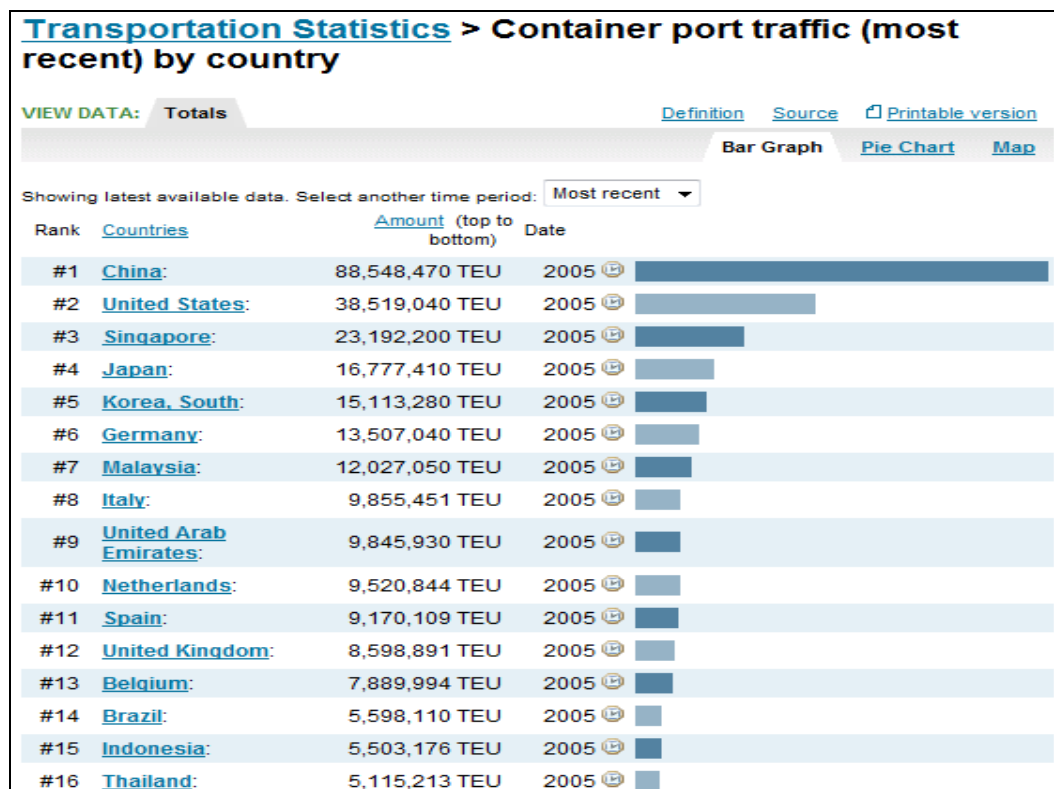 Transportation Statistics > Container port traffic (most
recent) by country
VIEW DATA: Totals Definition Source Printable version
Bar Graph Pie Chart Map
Showing latest available data. Select another time period: Most recent
Rank Countries Amount (top to bottom) Date
#1 China: 88,548,470 TEU 2005
#2 United States: 38,519,040 TEU 2005
#3 Singapore: 23,192,200 TEU 2005
#4 Japan: 16,777,410 TEU 2005
#5 Korea, South: 15,113,280 TEU 2005
#6 Germany: 13,507,040 TEU 2005
#7 Malaysia: 12,027,050 TEU 2005
#8 Italy: 9,855,451 TEU 2005
#9 United Arab Emirates: 9,845,930 TEU 2005
#10 Netherlands: 9,520,844 TEU 2005
#11 Spain: 9,170,109 TEU 2005
#12 United Kingdom: 8,598,891 TEU 2005
#13 Belgium: 7,889,994 TEU 2005
#14 Brazil: 5,598,110 TEU 2005
#15 Indonesia: 5,503,176 TEU 2005
#16 Thailand: 5,115,213 TEU 2005